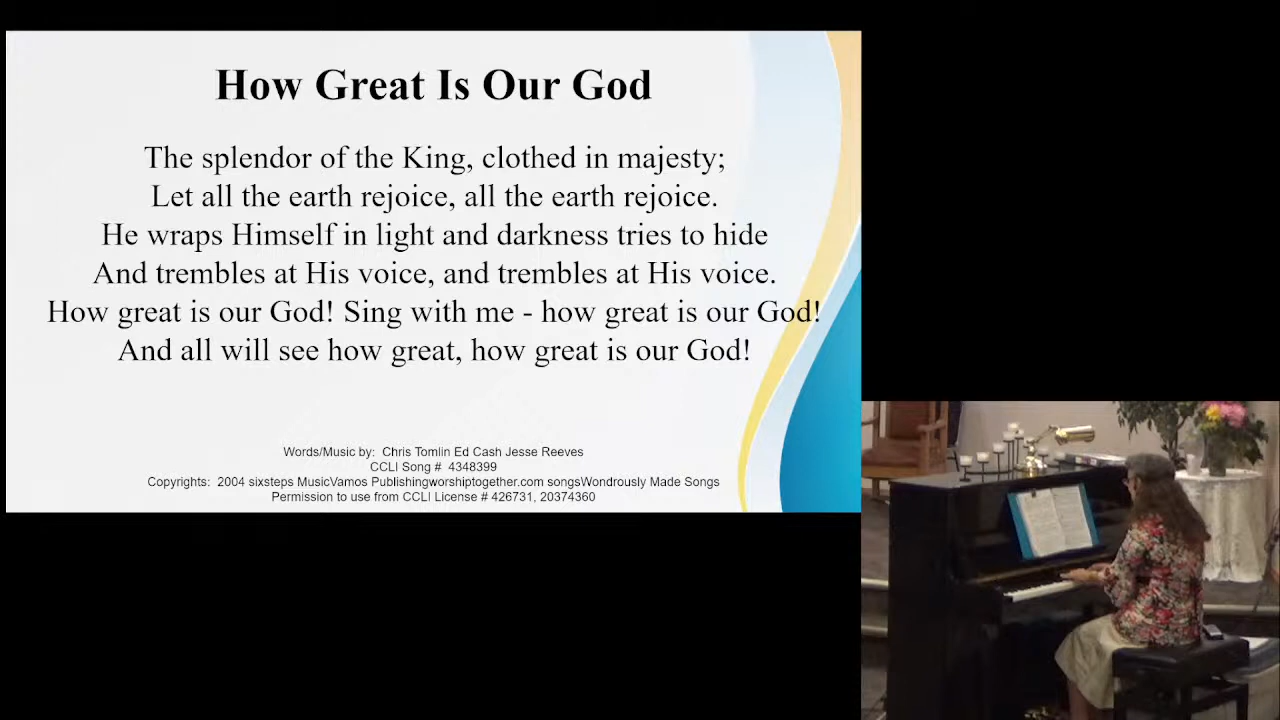 How Great Is Our God
The splendor of the King, clothed in majesty;
Let all the earth rejoice, all the earth rejoice.
He wraps Himself in light and darkness tries to hide
And trembles at His voice, and trembles at His voice.
How great is our God! Sing with me - how great is our God!
And all will see how great, how great is our God!
Words/Music by:  Chris Tomlin Ed Cash Jesse Reeves
CCLI Song #  4348399
Copyrights:  2004 sixsteps MusicVamos Publishingworshiptogether.com songsWondrously Made Songs
Permission to use from CCLI License # 426731, 20374360